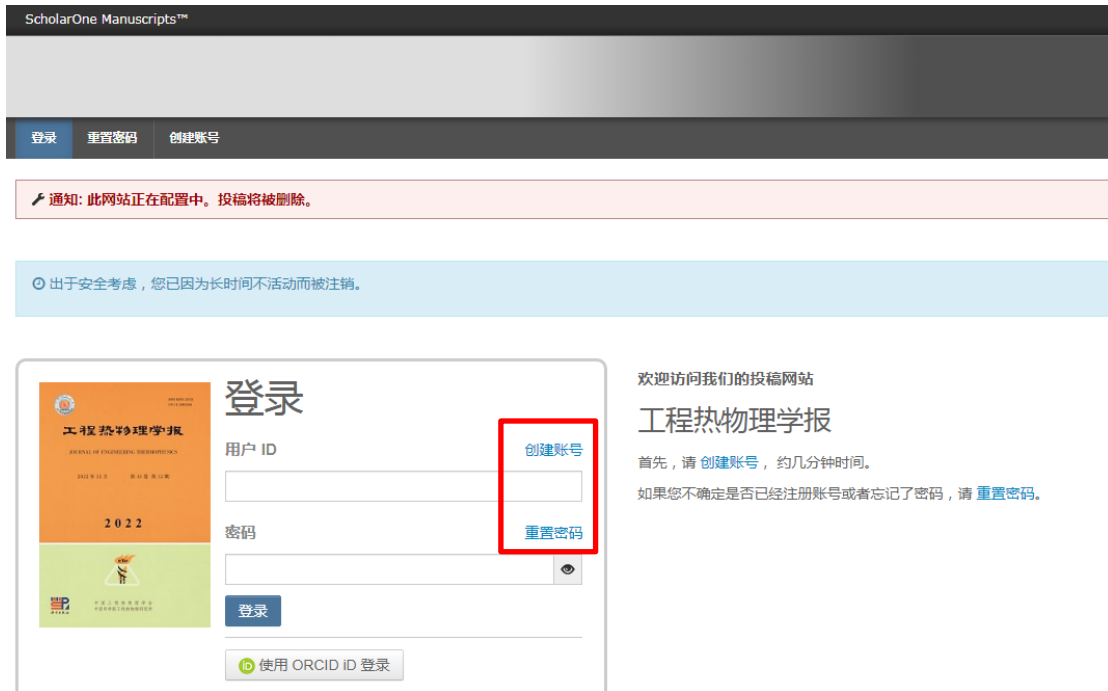 ScholarOne Manuscripts™
登录 重置密码 创建账号
通知: 此网站正在配置中。投稿将被删除。
出于安全考虑，您已因为长时间不活动而被注销。
工程热物理学报
JOURNAL OF ENGINEERING THERMOPHYSICS
2022
登录
用户 ID 创建账号
密码 重置密码
登录
iD 使用 ORCID iD 登录
欢迎访问我们的投稿网站
工程热物理学报
首先，请 创建账号， 约几分钟时间。
如果您不确定是否已经注册账号或者忘记了密码，请 重置密码。